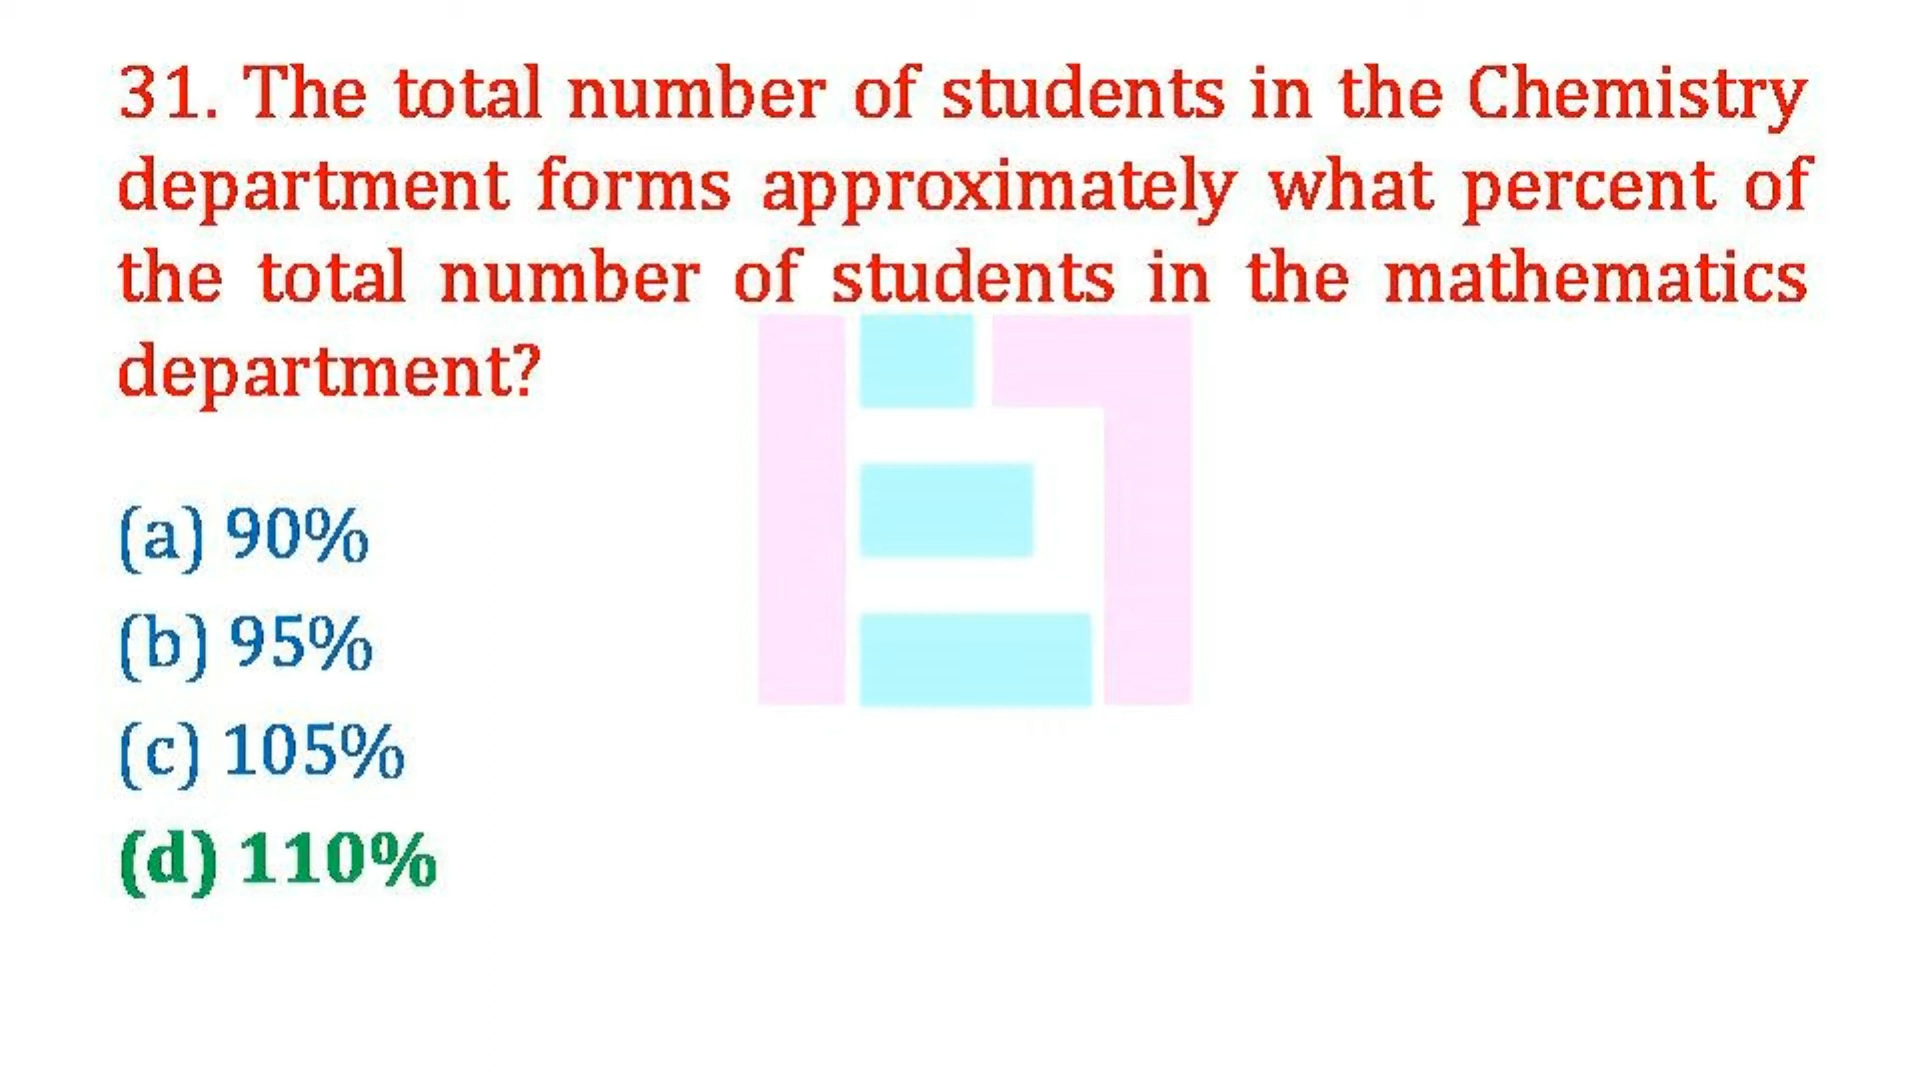 31. The total number of students in the Chemistry
department forms approximately what percent of
the total number of students in the mathematics
department?
(a) 90%
(b) 95%
(c) 105%
(d) 110%